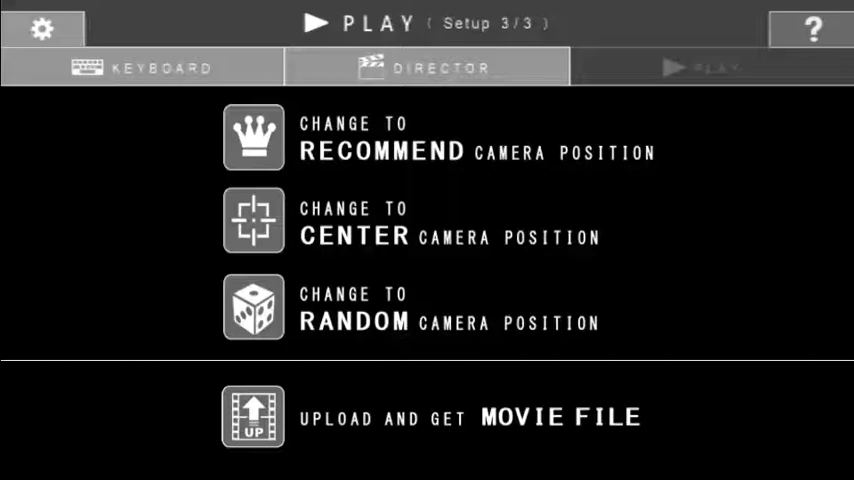 PLAY ( Setup 3/3 )
?
KEYBOARD
DIRECTOR
PLAY
CHANGE TO
RECOMMEND CAMERA POSITION
CHANGE TO
CENTER CAMERA POSITION
CHANGE TO
RANDOM CAMERA POSITION
UP
UPLOAD AND GET MOVIE FILE